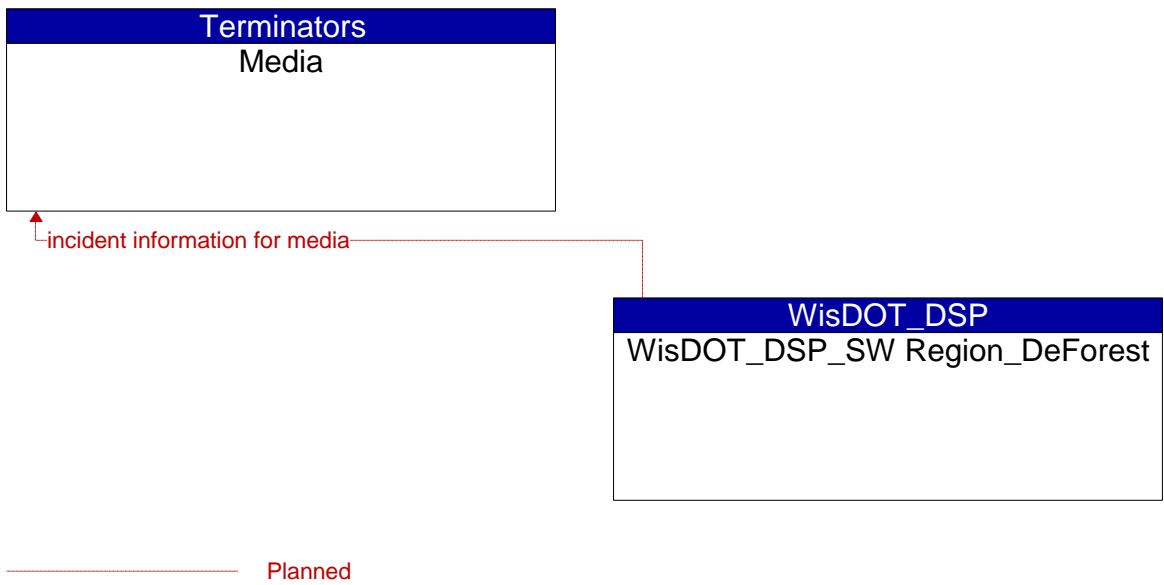 Terminators
Media
incident information for media
WisDOT_DSP
WisDOT_DSP_SW Region_DeForest
Planned